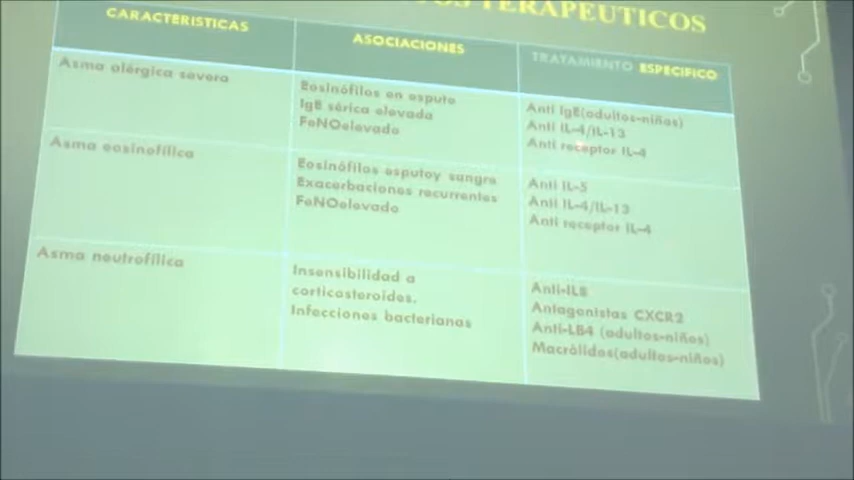 TERAPEUTICOS
CARACTERISTICAS
ASOCIACIONES
TRATAMIENTO ESPECIFICO
Asma alérgica severa
Eosinófilos en esputo
IgE sérica elevada
FeNOelevado
Anti IgE(adultos-niños)
Anti IL-4/IL-13
Anti receptor IL-4
Asma eosinofílica
Eosinófilos esputoy sangre
Exacerbaciones recurrentes
FeNOelevado
Anti IL-5
Anti IL-4/IL-13
Anti receptor IL-4
Asma neutrofílica
Insensibilidad a
corticosteroides.
Infecciones bacterianas
Anti-IL8
Antagonistas CXCR2
Anti-LB4 (adultos-niños)
Macrólidos(adultos-niños)